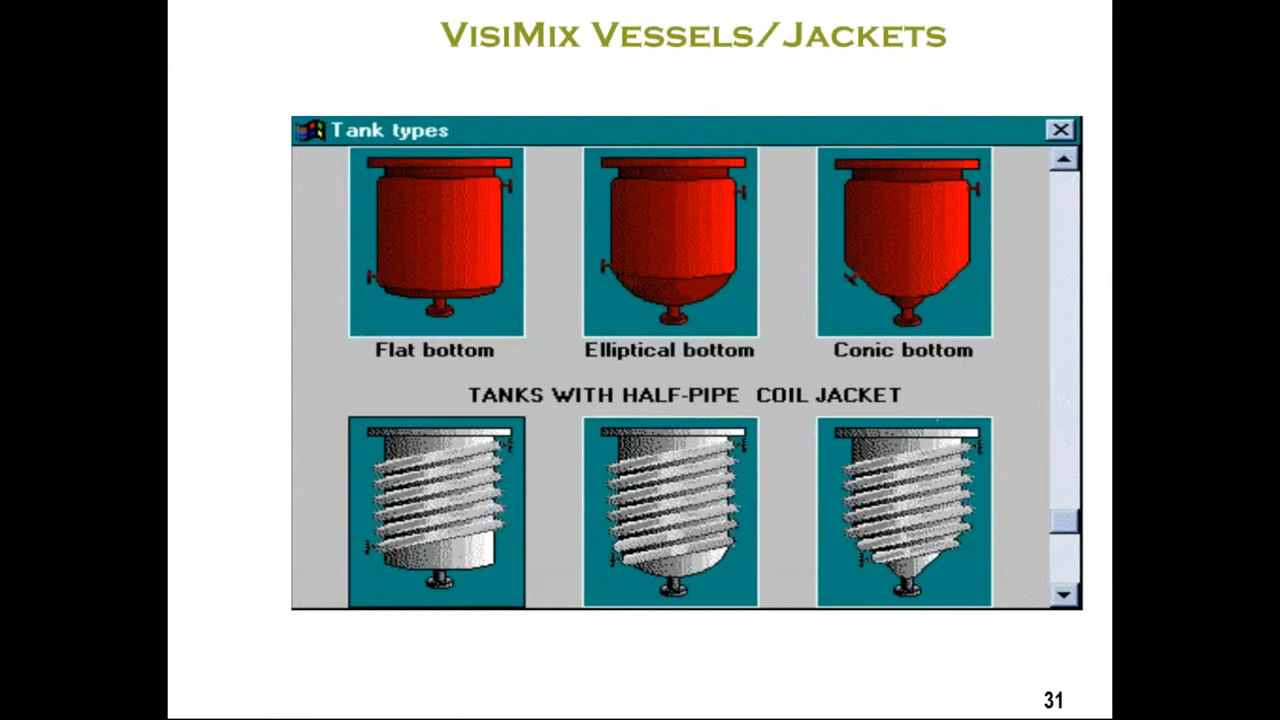 VISIMIX VESSELS/JACKETS
Tank types
Flat bottom
Elliptical bottom
Conic bottom
TANKS WITH HALF-PIPE COIL JACKET
31